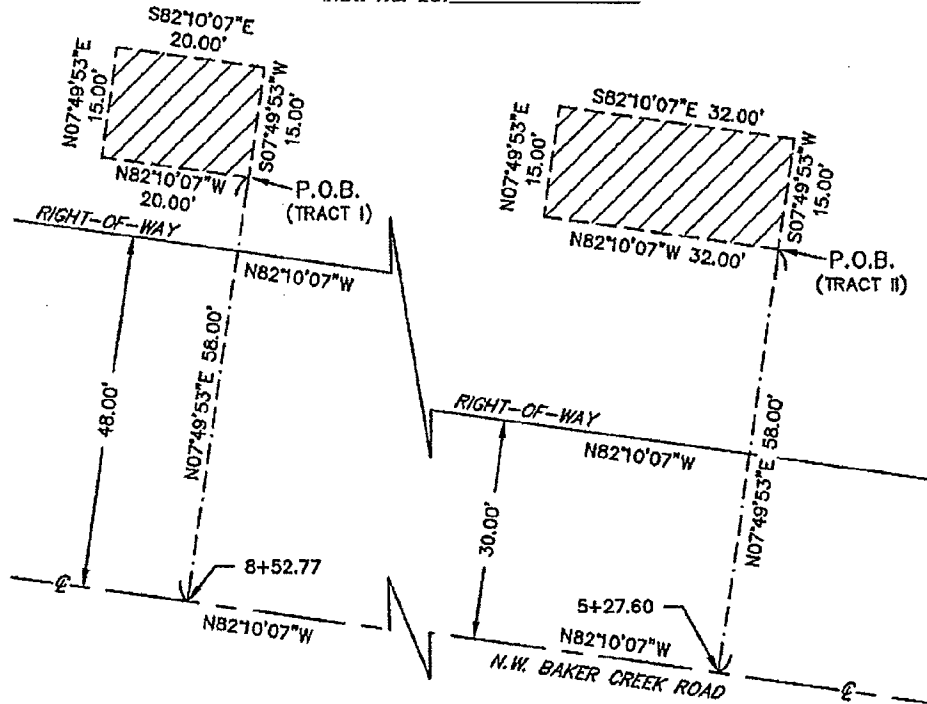 S82°10'07"E
20.00'
N07°49'53"E
15.00'
S07°49'53"W
15.00'
N82°10'07"W
20.00'
P.O.B.
(TRACT I)
RIGHT-OF-WAY
N82°10'07"W
48.00'
N07°49'53"E 58.00'
8+52.77
N82°10'07"W
S82°10'07"E 32.00'
N07°49'53"E
15.00'
S07°49'53"W
15.00'
N82°10'07"W 32.00'
P.O.B.
(TRACT II)
RIGHT-OF-WAY
N82°10'07"W
30.00'
N07°49'53"E 58.00'
5+27.60
N82°10'07"W
N.W. BAKER CREEK ROAD